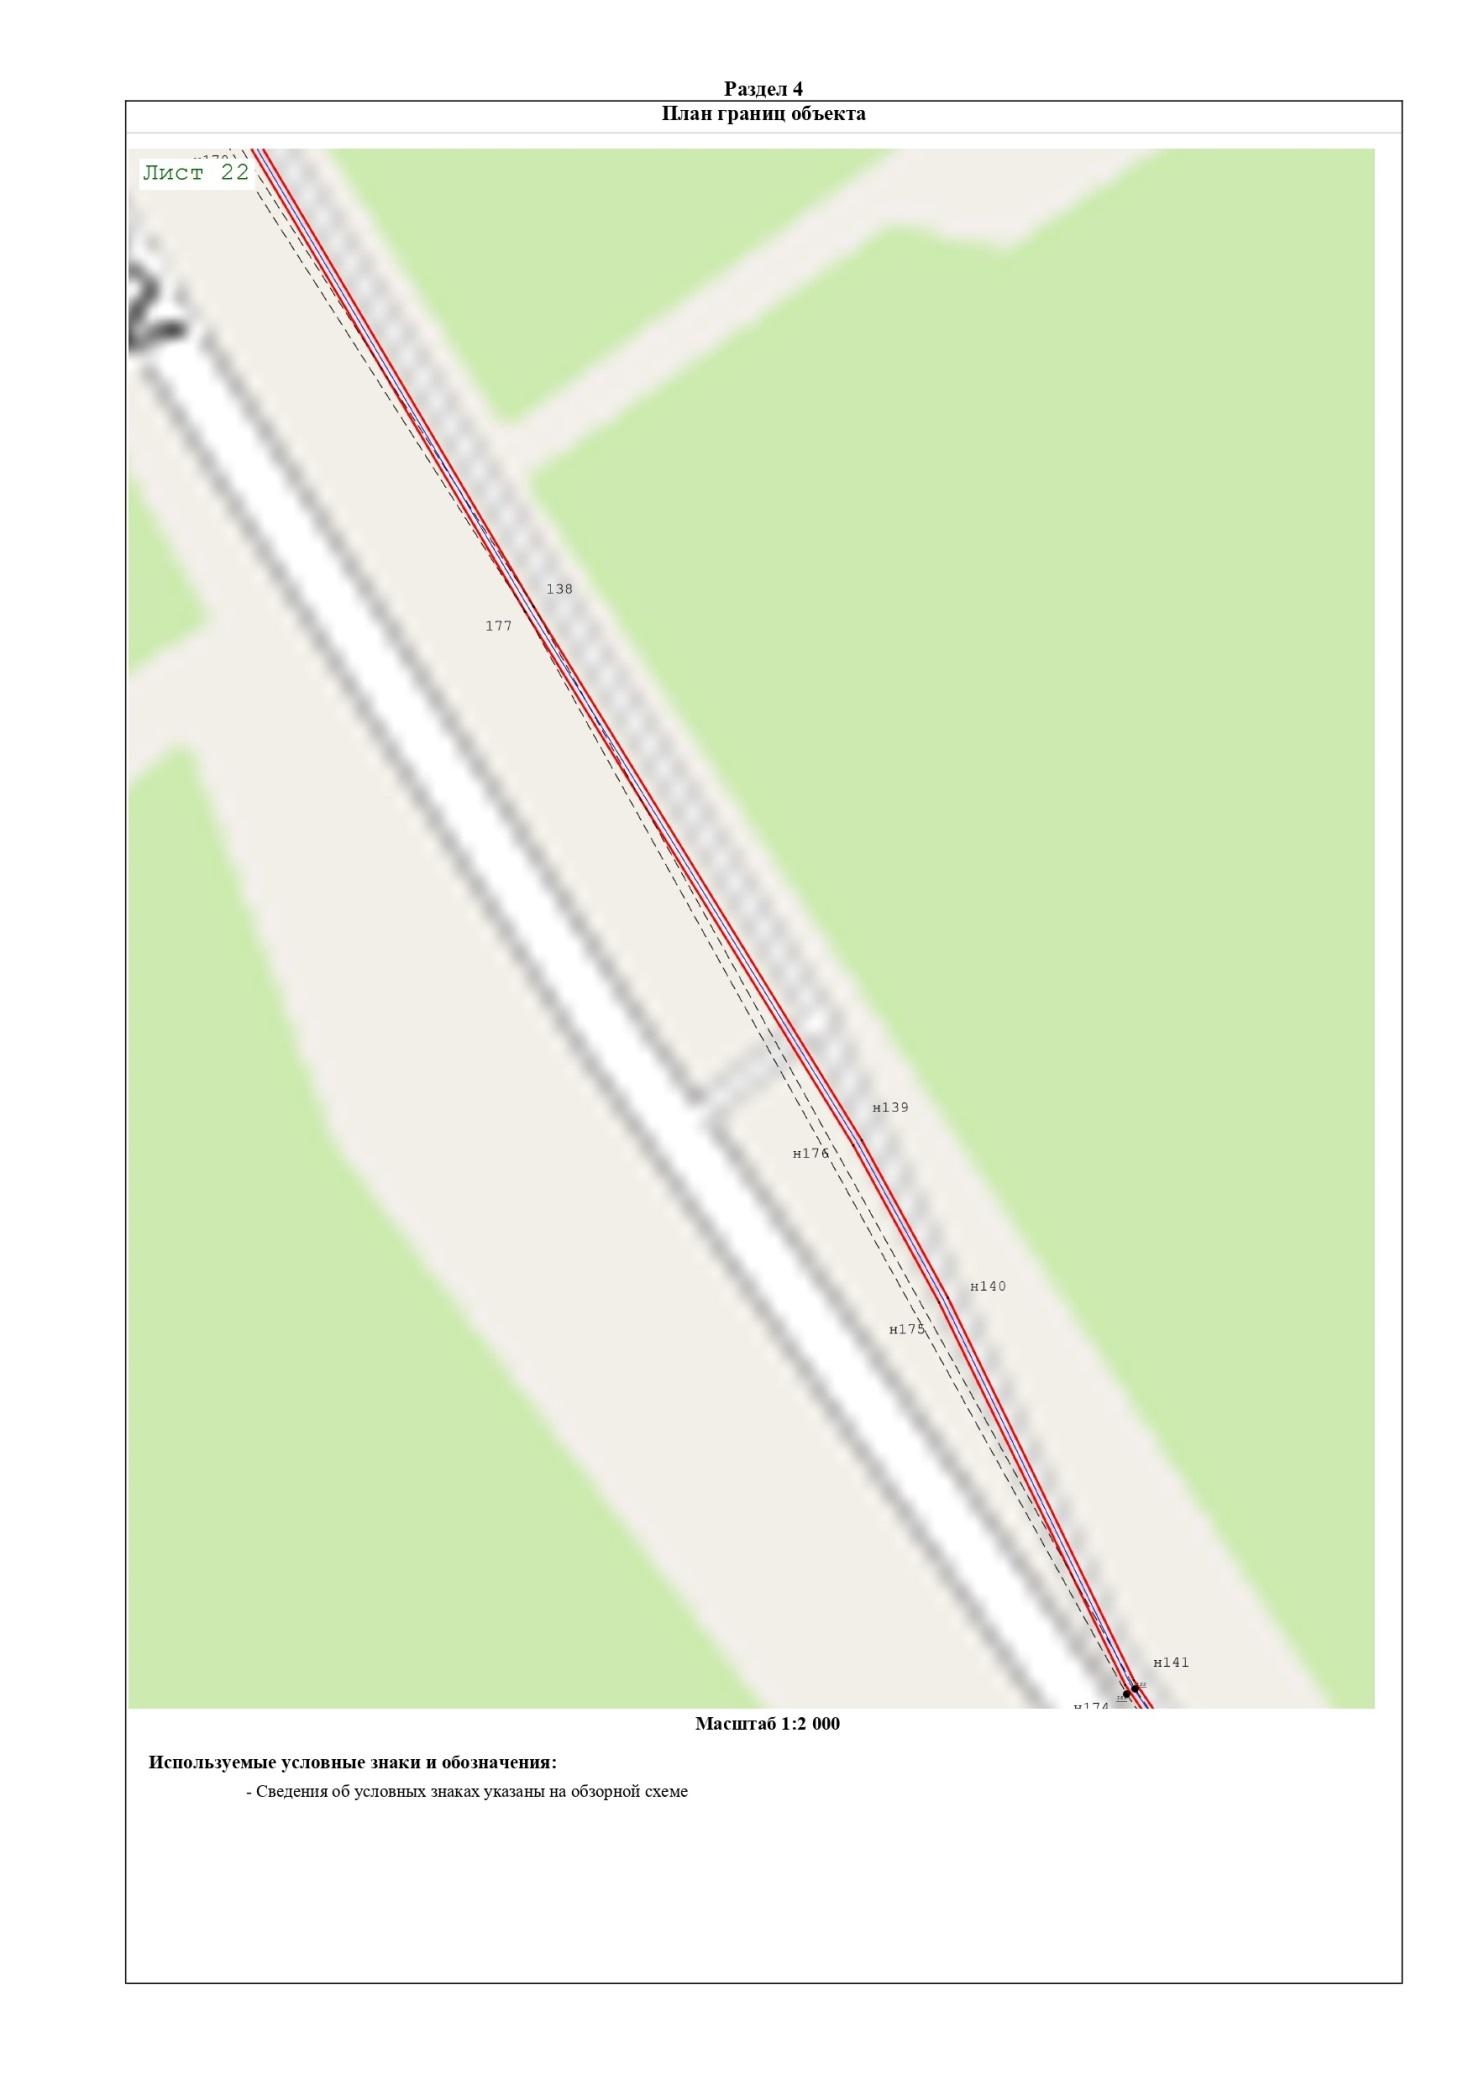 Раздел 4
План границ объекта
Лист 22
138
177
н139
н176
н140
н175
н141
н174
Масштаб 1:2 000
Используемые условные знаки и обозначения:
- Сведения об условных знаках указаны на обзорной схеме